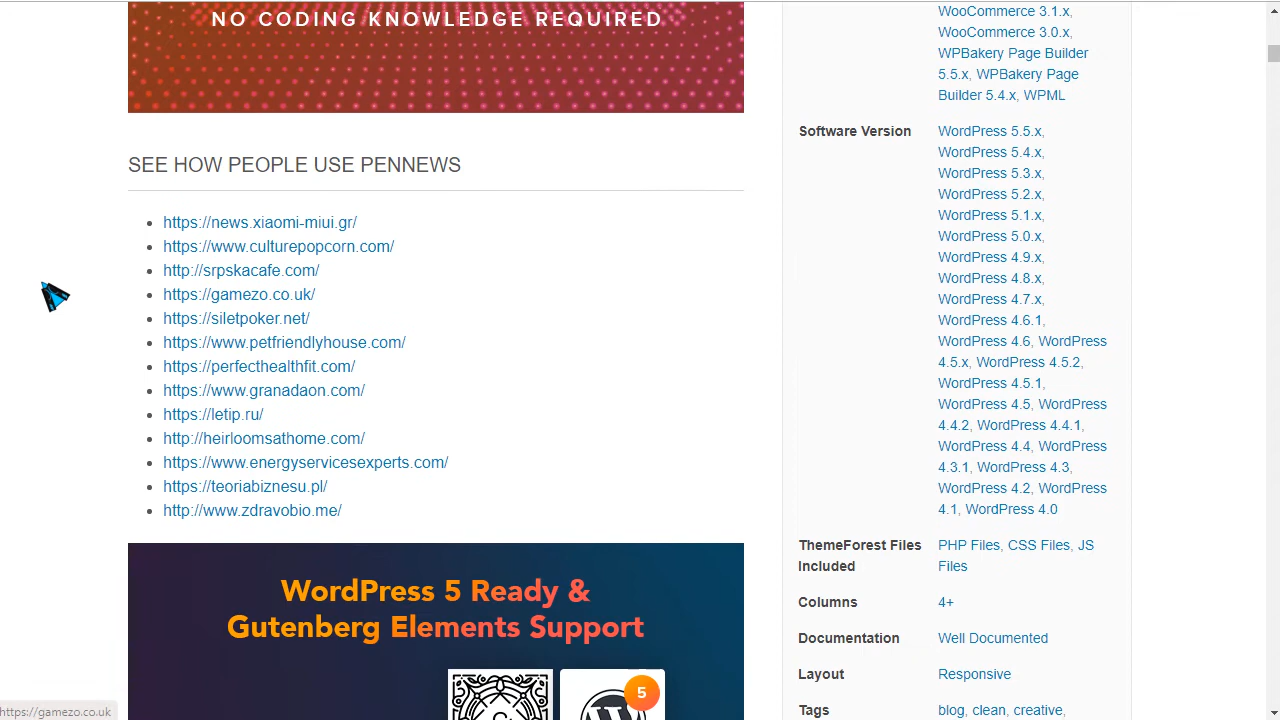 NO CODING KNOWLEDGE REQUIRED
SEE HOW PEOPLE USE PENNEWS
https://news.xiaomi-miui.gr/
https://www.culturepopcorn.com/
http://srpskacafe.com/
https://gamezo.co.uk/
https://siletpoker.net/
https://www.petfriendlyhouse.com/
https://perfecthealthfit.com/
https://www.granadaon.com/
https://letip.ru/
http://heirloomsathome.com/
https://www.energyservicesexperts.com/
https://teoriabiznesu.pl/
http://www.zdravobio.me/
WordPress 5 Ready &
Gutenberg Elements Support
5
https://gamezo.co.uk
WooCommerce 3.1.x,
WooCommerce 3.0.x,
WPBakery Page Builder
5.5.x, WPBakery Page
Builder 5.4.x, WPML
Software Version
WordPress 5.5.x,
WordPress 5.4.x,
WordPress 5.3.x,
WordPress 5.2.x,
WordPress 5.1.x,
WordPress 5.0.x,
WordPress 4.9.x,
WordPress 4.8.x,
WordPress 4.7.x,
WordPress 4.6.1,
WordPress 4.6, WordPress
4.5.x, WordPress 4.5.2,
WordPress 4.5.1,
WordPress 4.5, WordPress
4.4.2, WordPress 4.4.1,
WordPress 4.4, WordPress
4.3.1, WordPress 4.3,
WordPress 4.2, WordPress
4.1, WordPress 4.0
ThemeForest Files
Included
PHP Files, CSS Files, JS
Files
Columns
4+
Documentation
Well Documented
Layout
Responsive
Tags
blog, clean, creative,